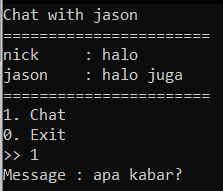 Chat with jason
=======================
nick     : halo
jason    : halo juga
=======================
1. Chat
0. Exit
>> 1
Message : apa kabar?